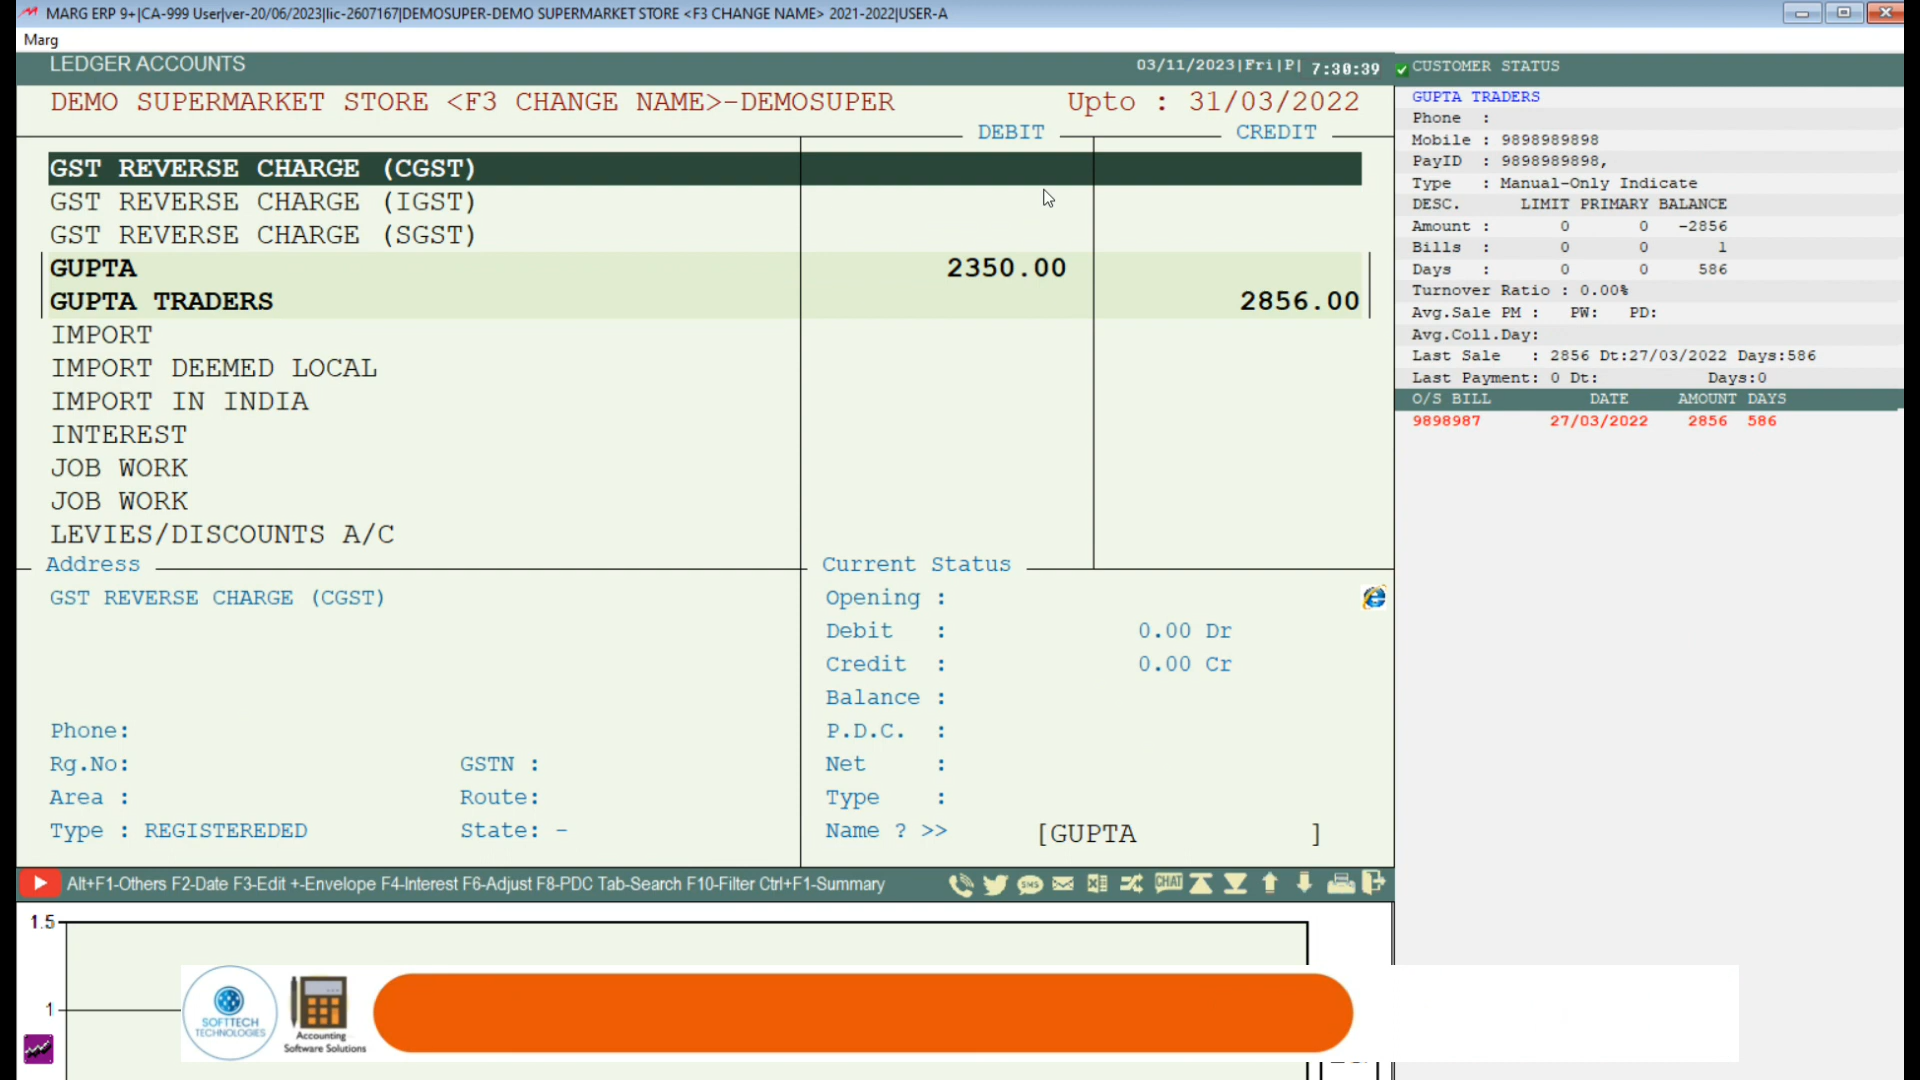 MARG ERP 9+|CA-999 User|ver-20/06/2023|lic-2607167|DEMOSUPER-DEMO SUPERMARKET STORE <F3 CHANGE NAME> 2021-2022|USER-A
Marg
LEDGER ACCOUNTS 03/11/2023|Fri|P| 7:30:39
DEMO SUPERMARKET STORE <F3 CHANGE NAME>-DEMOSUPER Upto : 31/03/2022
DEBIT CREDIT
GST REVERSE CHARGE (CGST)
GST REVERSE CHARGE (IGST)
GST REVERSE CHARGE (SGST)
GUPTA 2350.00
GUPTA TRADERS 2856.00
IMPORT
IMPORT DEEMED LOCAL
IMPORT IN INDIA
INTEREST
JOB WORK
JOB WORK
LEVIES/DISCOUNTS A/C
Address
GST REVERSE CHARGE (CGST)
Phone:
Rg.No: GSTN :
Area : Route:
Type : REGISTEREDED State: -
Current Status
Opening :
Debit : 0.00 Dr
Credit : 0.00 Cr
Balance :
P.D.C. :
Net :
Type :
Name ? >> [GUPTA ]
Alt+F1-Others F2-Date F3-Edit +-Envelope F4-Interest F6-Adjust F8-PDC Tab-Search F10-Filter Ctrl+F1-Summary
SMS
CHAT
CUSTOMER STATUS
GUPTA TRADERS
Phone :
Mobile : 9898989898
PayID : 9898989898,
Type : Manual-Only Indicate
DESC. LIMIT PRIMARY BALANCE
Amount : 0 0 -2856
Bills : 0 0 1
Days : 0 0 586
Turnover Ratio : 0.00%
Avg.Sale PM : PW: PD:
Avg.Coll.Day:
Last Sale : 2856 Dt:27/03/2022 Days:586
Last Payment: 0 Dt: Days:0
O/S BILL DATE AMOUNT DAYS
9898987 27/03/2022 2856 586
1.5
1
SOFTTECH
TECHNOLOGIES
Accounting
Software Solutions